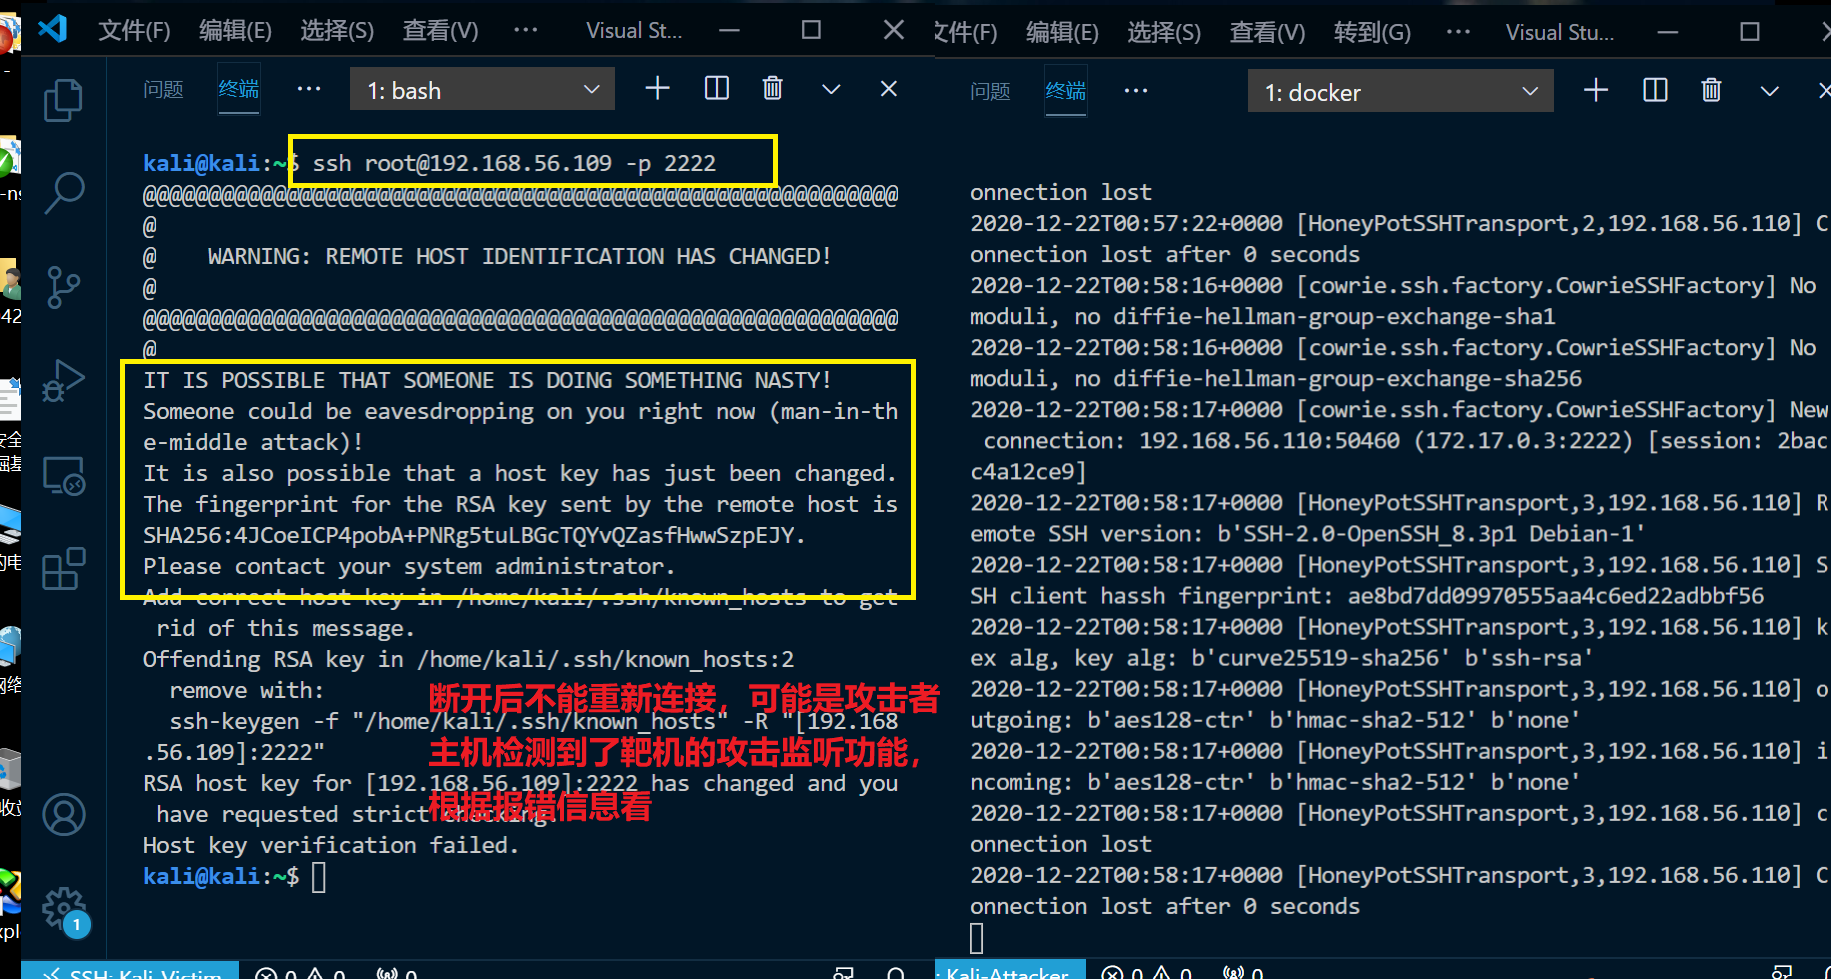 文件(F) 编辑(E) 选择(S) 查看(V) ··· Visual St...
问题 终端 ··· 1: bash
kali@kali:~$ ssh root@192.168.56.109 -p 2222
@@@@@@@@@@@@@@@@@@@@@@@@@@@@@@@@@@@@@@@@@@@@@@@@@@@@@@@@@@
@
@    WARNING: REMOTE HOST IDENTIFICATION HAS CHANGED!
@
@@@@@@@@@@@@@@@@@@@@@@@@@@@@@@@@@@@@@@@@@@@@@@@@@@@@@@@@@@
@
IT IS POSSIBLE THAT SOMEONE IS DOING SOMETHING NASTY!
Someone could be eavesdropping on you right now (man-in-th
e-middle attack)!
It is also possible that a host key has just been changed.
The fingerprint for the RSA key sent by the remote host is
SHA256:4JCoeICP4pobA+PNRg5tuLBGcTQYvQZasfHwwSzpEJY.
Please contact your system administrator.
Add correct host key in /home/kali/.ssh/known_hosts to get
 rid of this message.
Offending RSA key in /home/kali/.ssh/known_hosts:2
  remove with:
  ssh-keygen -f "/home/kali/.ssh/known_hosts" -R "[192.168
.56.109]:2222"
RSA host key for [192.168.56.109]:2222 has changed and you
 have requested strict checking.
Host key verification failed.
kali@kali:~$
断开后不能重新连接，可能是攻击者
主机检测到了靶机的攻击监听功能，
根据报错信息看
SSH: Kali-Victim 0 0 0
文件(F) 编辑(E) 选择(S) 查看(V) 转到(G) ··· Visual Stu...
问题 终端 ··· 1: docker
onnection lost
2020-12-22T00:57:22+0000 [HoneyPotSSHTransport,2,192.168.56.110] C
onnection lost after 0 seconds
2020-12-22T00:58:16+0000 [cowrie.ssh.factory.CowrieSSHFactory] No
moduli, no diffie-hellman-group-exchange-sha1
2020-12-22T00:58:16+0000 [cowrie.ssh.factory.CowrieSSHFactory] No
moduli, no diffie-hellman-group-exchange-sha256
2020-12-22T00:58:17+0000 [cowrie.ssh.factory.CowrieSSHFactory] New
 connection: 192.168.56.110:50460 (172.17.0.3:2222) [session: 2bac
c4a12ce9]
2020-12-22T00:58:17+0000 [HoneyPotSSHTransport,3,192.168.56.110] R
emote SSH version: b'SSH-2.0-OpenSSH_8.3p1 Debian-1'
2020-12-22T00:58:17+0000 [HoneyPotSSHTransport,3,192.168.56.110] S
SH client hassh fingerprint: ae8bd7dd09970555aa4c6ed22adbbf56
2020-12-22T00:58:17+0000 [HoneyPotSSHTransport,3,192.168.56.110] k
ex alg, key alg: b'curve25519-sha256' b'ssh-rsa'
2020-12-22T00:58:17+0000 [HoneyPotSSHTransport,3,192.168.56.110] o
utgoing: b'aes128-ctr' b'hmac-sha2-512' b'none'
2020-12-22T00:58:17+0000 [HoneyPotSSHTransport,3,192.168.56.110] i
ncoming: b'aes128-ctr' b'hmac-sha2-512' b'none'
2020-12-22T00:58:17+0000 [HoneyPotSSHTransport,3,192.168.56.110] c
onnection lost
2020-12-22T00:58:17+0000 [HoneyPotSSHTransport,3,192.168.56.110] C
onnection lost after 0 seconds
: Kali-Attacker 0 0 0
1